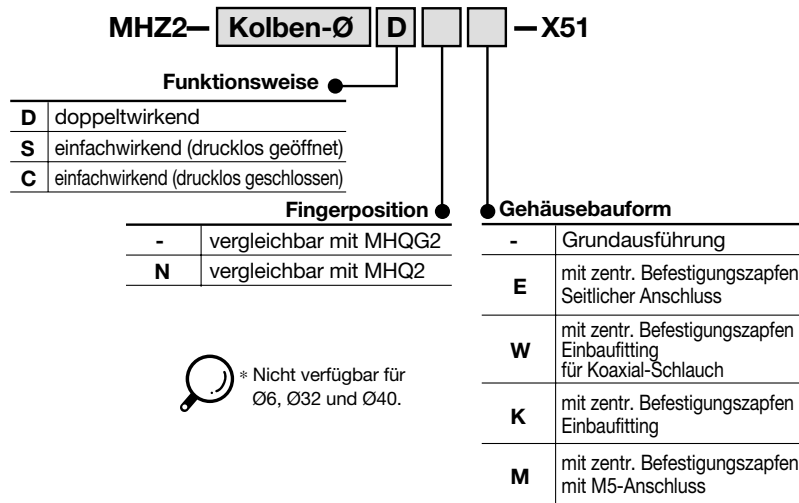 MHZ2– Kolben-Ø D – X51
Funktionsweise
D doppeltwirkend
S einfachwirkend (drucklos geöffnet)
C einfachwirkend (drucklos geschlossen)
Fingerposition
- vergleichbar mit MHQG2
N vergleichbar mit MHQ2
* Nicht verfügbar für
Ø6, Ø32 und Ø40.
Gehäusebauform
- Grundausführung
E mit zentr. Befestigungszapfen
Seitlicher Anschluss
W mit zentr. Befestigungszapfen
Einbaufitting
für Koaxial-Schlauch
K mit zentr. Befestigungszapfen
Einbaufitting
M mit zentr. Befestigungszapfen
mit M5-Anschluss